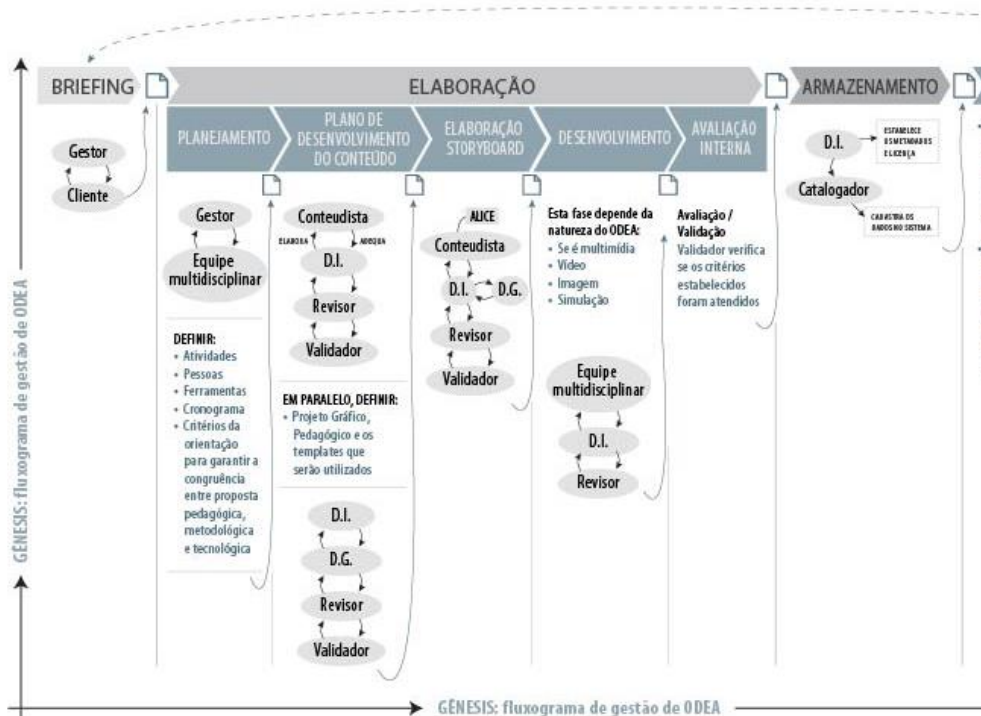 BRIEFING
ELABORAÇÃO
ARMAZENAMENTO
PLANEJAMENTO
PLANO DE
DESENVOLVIMENTO
DO CONTEÚDO
ELABORAÇÃO
STORYBOARD
DESENVOLVIMENTO
AVALIAÇÃO
INTERNA
Gestor
Cliente
Gestor
Equipe
multidisciplinar
DEFINIR:
• Atividades
• Pessoas
• Ferramentas
• Cronograma
• Critérios da
orientação
para garantir a
congruência
entre proposta
pedagógica,
metodológica
e tecnológica
Conteudista
ELABORA
ADEQUA
D.I.
Revisor
Validador
EM PARALELO, DEFINIR:
• Projeto Gráfico,
Pedagógico e os
templates que
serão utilizados
D.I.
D.G.
Revisor
Validador
ALICE
Conteudista
D.I.
D.G.
Revisor
Validador
Esta fase depende da
natureza do ODEA:
• Se é multimídia
• Vídeo
• Imagem
• Simulação
Equipe
multidisciplinar
D.I.
Revisor
Avaliação /
Validação
Validador verifica
se os critérios
estabelecidos
foram atendidos
D.I.
ESTABELECE
OS METADADOS
E LICENÇA
Catalogador
CADASTRA OS
DADOS NO SISTEMA
GÊNESIS: fluxograma de gestão de ODEA
GÊNESIS: fluxograma de gestão de ODEA